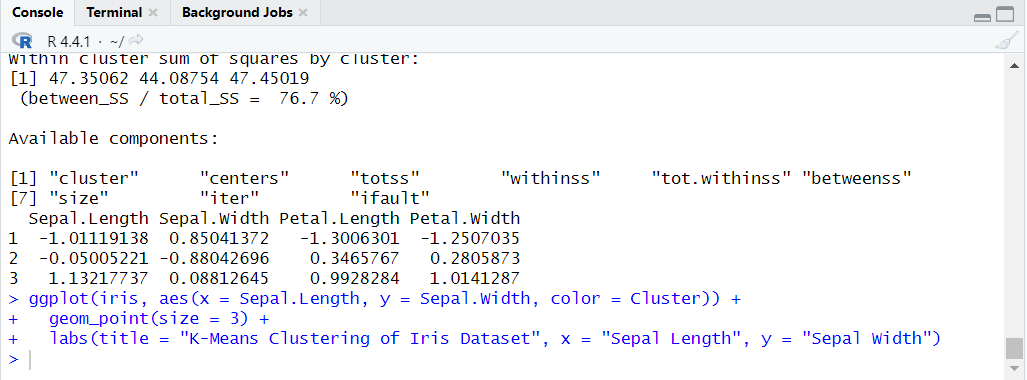 Console Terminal Background Jobs
R 4.4.1 · ~/
Within cluster sum of squares by cluster:
[1] 47.35062 44.08754 47.45019
 (between_SS / total_SS =  76.7 %)
Available components:
[1] "cluster"      "centers"      "totss"        "withinss"     "tot.withinss" "betweenss"
[7] "size"         "iter"         "ifault"
  Sepal.Length Sepal.Width Petal.Length Petal.Width
1  -1.01119138  0.85041372   -1.3006301  -1.2507035
2  -0.05005221 -0.88042696    0.3465767   0.2805873
3   1.13217737  0.08812645    0.9928284   1.0141287
> ggplot(iris, aes(x = Sepal.Length, y = Sepal.Width, color = Cluster)) +
+   geom_point(size = 3) +
+   labs(title = "K-Means Clustering of Iris Dataset", x = "Sepal Length", y = "Sepal Width")
>